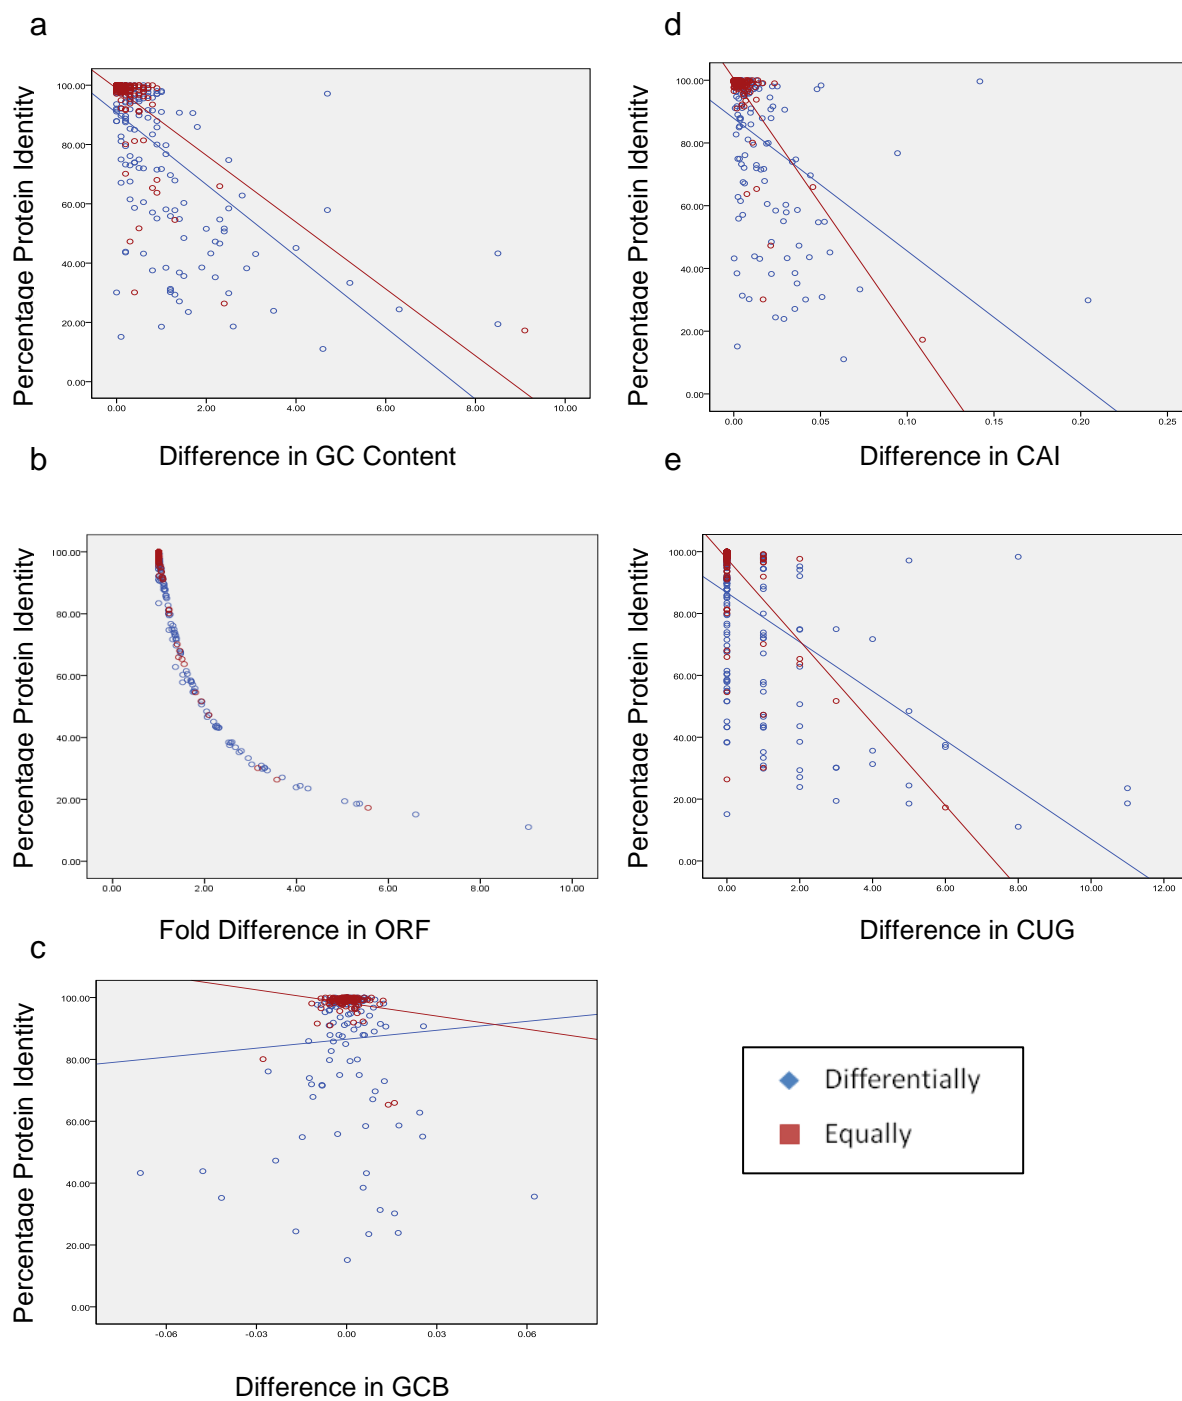 a
Percentage Protein Identity
100.00
80.00
60.00
40.00
20.00
0.00
0.00 2.00 4.00 6.00 8.00 10.00
Difference in GC Content
b
Percentage Protein Identity
100.00
80.00
60.00
40.00
20.00
0.00
0.00 2.00 4.00 6.00 8.00 10.00
Fold Difference in ORF
c
Percentage Protein Identity
100.00
80.00
60.00
40.00
20.00
0.00
-0.06 -0.03 0.00 0.03 0.06
Difference in GCB
d
Percentage Protein Identity
100.00
80.00
60.00
40.00
20.00
0.00
0.00 0.05 0.10 0.15 0.20 0.25
Difference in CAI
e
Percentage Protein Identity
100.00
80.00
60.00
40.00
20.00
0.00
0.00 2.00 4.00 6.00 8.00 10.00 12.00
Difference in CUG
Differentially
Equally